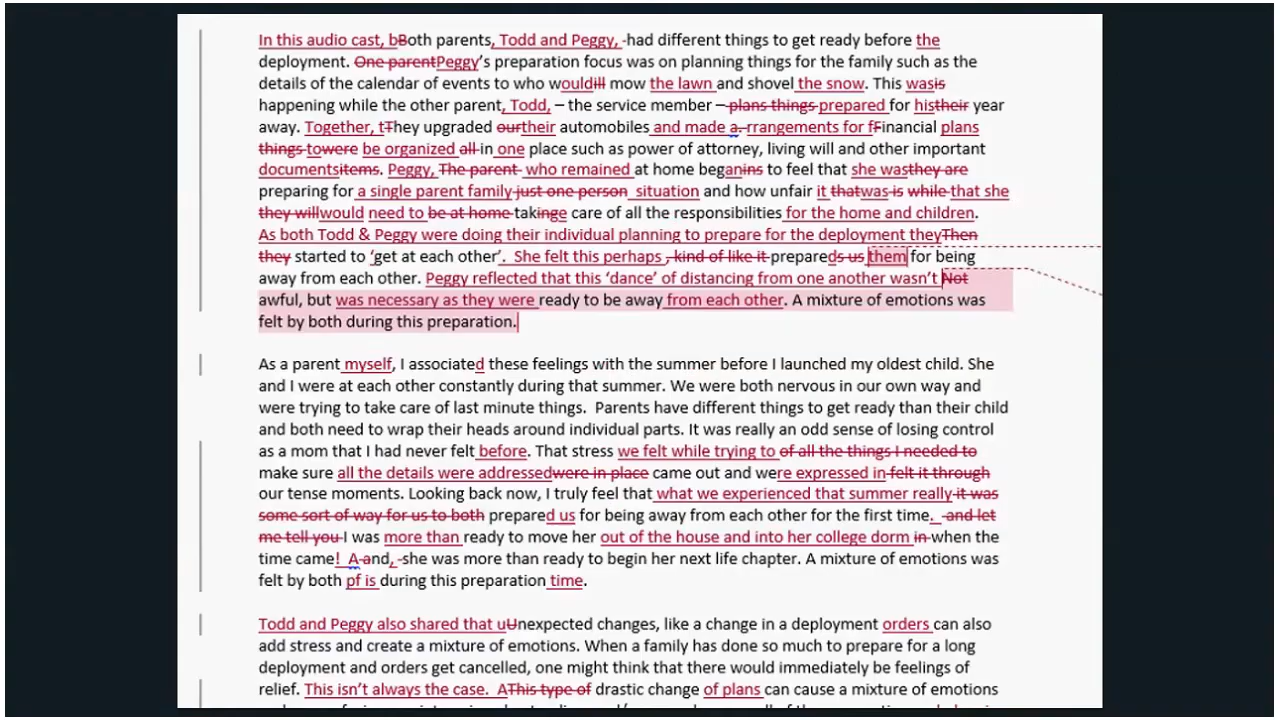 In this audio cast, bBoth parents, Todd and Peggy, -had different things to get ready before the
deployment. One parentPeggy's preparation focus was on planning things for the family such as the
details of the calendar of events to who wouldill mow the lawn and shovel the snow. This wasis
happening while the other parent, Todd, – the service member – plans things prepared for histheir year
away. Together, tThey upgraded ourtheir automobiles and made a. rrangements for fFinancial plans
things towere be organized all in one place such as power of attorney, living will and other important
documentsitems. Peggy, The parent who remained at home beganins to feel that she wasthey are
preparing for a single parent family just one person situation and how unfair it thatwas is while that she
they willwould need to be at home takinge care of all the responsibilities for the home and children.
As both Todd & Peggy were doing their individual planning to prepare for the deployment theyThen
they started to 'get at each other'. She felt this perhaps , kind of like it prepareds us them for being
away from each other. Peggy reflected that this 'dance' of distancing from one another wasn't Not
awful, but was necessary as they were ready to be away from each other. A mixture of emotions was
felt by both during this preparation.
As a parent myself, I associated these feelings with the summer before I launched my oldest child. She
and I were at each other constantly during that summer. We were both nervous in our own way and
were trying to take care of last minute things. Parents have different things to get ready than their child
and both need to wrap their heads around individual parts. It was really an odd sense of losing control
as a mom that I had never felt before. That stress we felt while trying to of all the things I needed to
make sure all the details were addressedwere in place came out and were expressed in felt it through
our tense moments. Looking back now, I truly feel that what we experienced that summer really it was
some sort of way for us to both prepared us for being away from each other for the first time. and let
me tell you I was more than ready to move her out of the house and into her college dorm in when the
time came! A and, -she was more than ready to begin her next life chapter. A mixture of emotions was
felt by both pf is during this preparation time.
Todd and Peggy also shared that uUnexpected changes, like a change in a deployment orders can also
add stress and create a mixture of emotions. When a family has done so much to prepare for a long
deployment and orders get cancelled, one might think that there would immediately be feelings of
relief. This isn't always the case. AThis type of drastic change of plans can cause a mixture of emotions